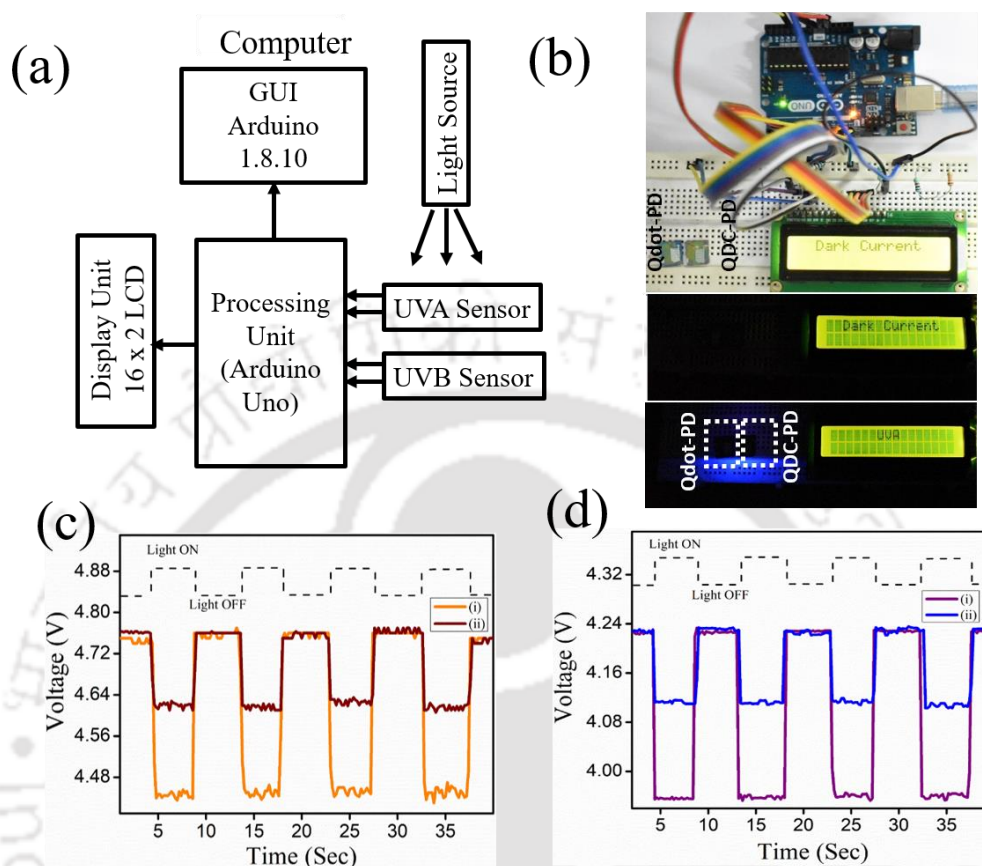 (a)
Computer
GUI
Arduino
1.8.10
Light Source
Display Unit
16 x 2 LCD
Processing
Unit
(Arduino
Uno)
UVA Sensor
UVB Sensor
(b)
UNO
Qdot-PD
QDC-PD
Dark Current
Dark Current
Qdot-PD
QDC-PD
UVA
(c)
Light ON
Light OFF
(i)
(ii)
4.88
4.80
4.72
4.64
4.56
4.48
Voltage (V)
5 10 15 20 25 30 35
Time (Sec)
(d)
Light ON
Light OFF
(i)
(ii)
4.32
4.24
4.16
4.08
4.00
Voltage (V)
5 10 15 20 25 30 35
Time (Sec)